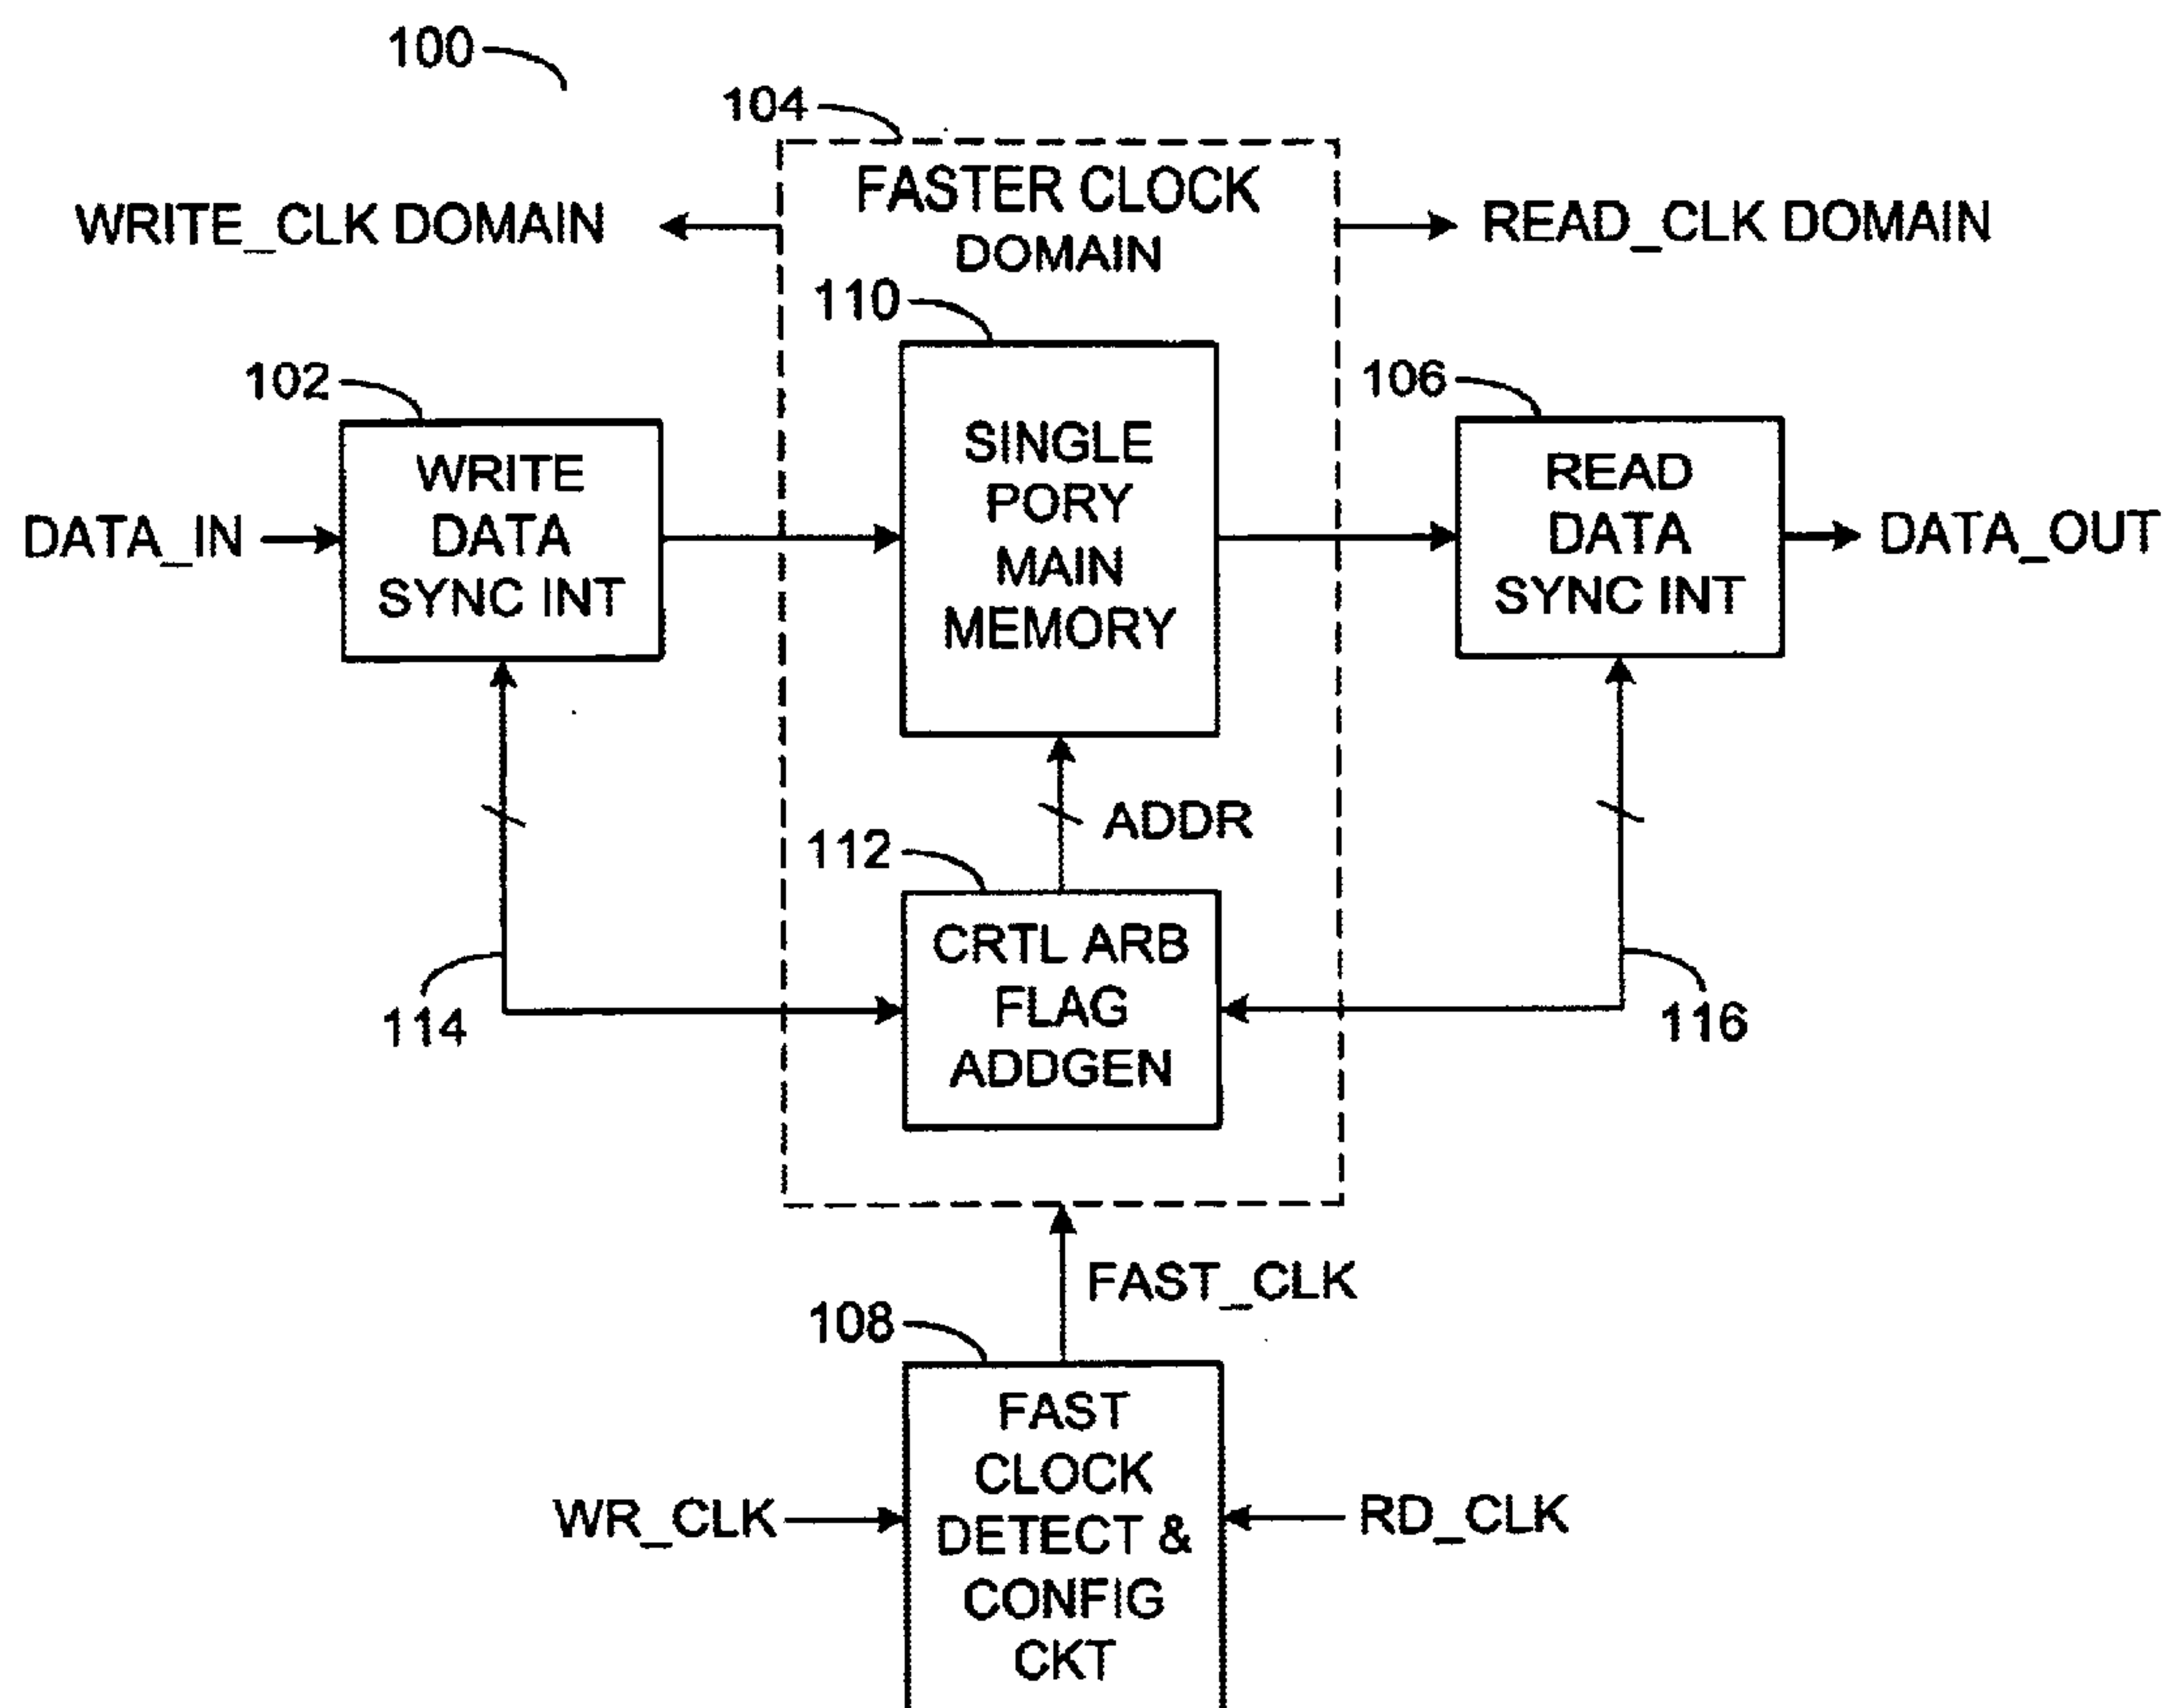 100
104
FASTER CLOCK
DOMAIN
WRITE_CLK DOMAIN
READ_CLK DOMAIN
110
102
106
WRITE
DATA
SYNC INT
SINGLE
PORY
MAIN
MEMORY
READ
DATA
SYNC INT
DATA_IN
DATA_OUT
ADDR
112
CRTL ARB
FLAG
ADDGEN
114
116
FAST_CLK
108
FAST
CLOCK
DETECT &
CONFIG
CKT
WR_CLK
RD_CLK